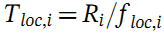 T_{loc,i} = R_i / f_{loc,i}